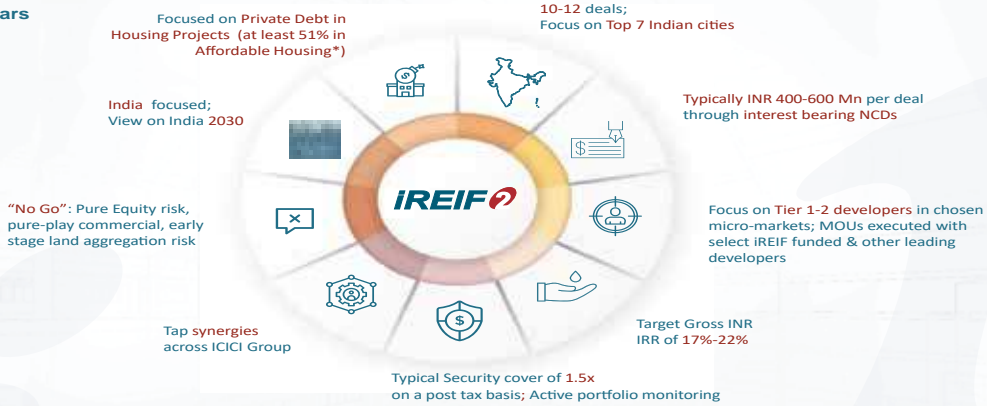 ars
Focused on Private Debt in
Housing Projects (at least 51% in
Affordable Housing*)
10-12 deals;
Focus on Top 7 Indian cities
India focused;
View on India 2030
Typically INR 400-600 Mn per deal
through interest bearing NCDs
iREIF2
"No Go": Pure Equity risk,
pure-play commercial, early
stage land aggregation risk
Focus on Tier 1-2 developers in chosen
micro-markets; MOUs executed with
select iREIF funded & other leading
developers
Tap synergies
across ICICI Group
Target Gross INR
IRR of 17%-22%
Typical Security cover of 1.5x
on a post tax basis; Active portfolio monitoring